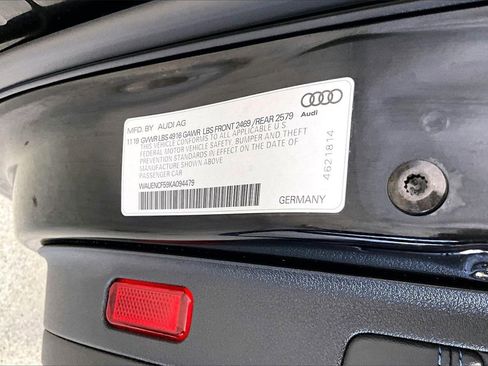 MFD. BY AUDI AG
11 19 GVWR LBS 4916 GAWR LBS FRONT 2469 /REAR 2579
THIS VEHICLE CONFORMS TO ALL APPLICABLE U.S.
FEDERAL MOTOR VEHICLE SAFETY, BUMPER AND THEFT
PREVENTION STANDARDS IN EFFECT ON THE DATE OF
MANUFACTURE SHOWN ABOVE.
PASSENGER CAR
WAUENCF59KA094479
Audi
4621814
GERMANY